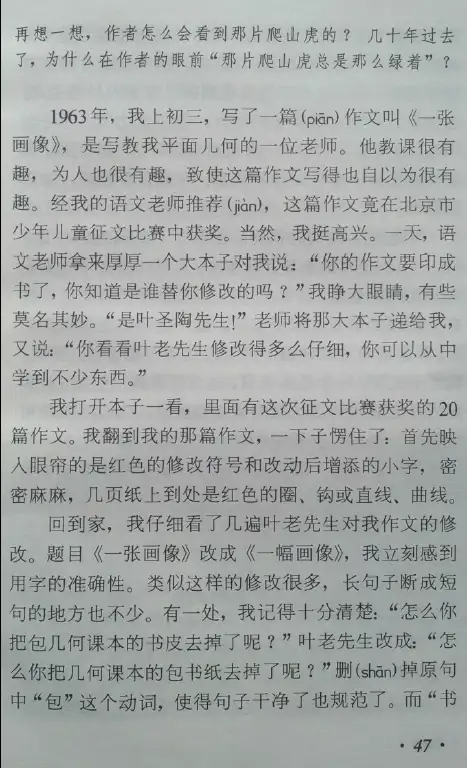 再想一想，作者怎么会看到那片爬山虎的？ 几十年过去
了，为什么在作者的眼前“那片爬山虎总是那么绿着”？
1963年，我上初三，写了一篇(piān)作文叫《一张
画像》，是写教我平面几何的一位老师。他教课很有
趣，为人也很有趣，致使这篇作文写得也自以为很有
趣。经我的语文老师推荐(jiàn)，这篇作文竟在北京市
少年儿童征文比赛中获奖。当然，我挺高兴。一天，语
文老师拿来厚厚一个大本子对我说：“你的作文要印成
书了，你知道是谁替你修改的吗？”我睁大眼睛，有些
莫名其妙。“是叶圣陶先生！”老师将那大本子递给我，
又说：“你看看叶老先生修改得多么仔细，你可以从中
学到不少东西。”
我打开本子一看，里面有这次征文比赛获奖的20
篇作文。我翻到我的那篇作文，一下子愣住了：首先映
入眼帘的是红色的修改符号和改动后增添的小字，密
密麻麻，几页纸上到处是红色的圈、钩或直线、曲线。
回到家，我仔细看了几遍叶老先生对我作文的修
改。题目《一张画像》改成《一幅画像》，我立刻感到
用字的准确性。类似这样的修改很多，长句子断成短
句的地方也不少。有一处，我记得十分清楚：“怎么你
把包几何课本的书皮去掉了呢？”叶老先生改成：“怎
么你把几何课本的包书纸去掉了呢？”删(shān)掉原句
中“包”这个动词，使得句子干净了也规范了。而“书
·47·